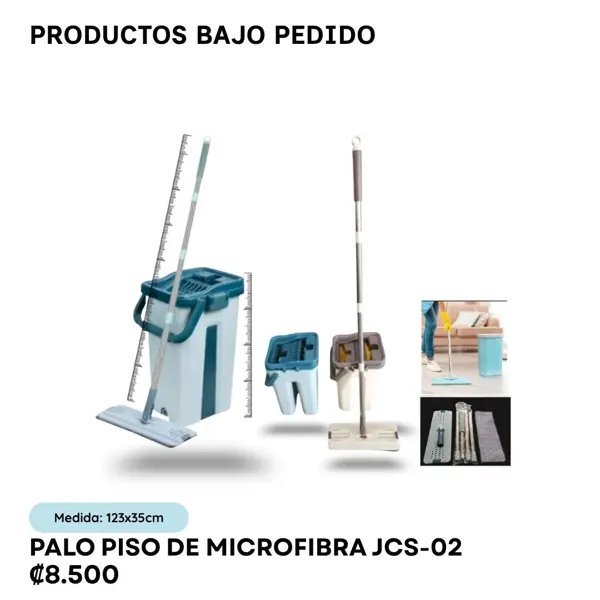 PRODUCTOS BAJO PEDIDO
Medida: 123x35cm
PALO PISO DE MICROFIBRA JCS-02
₡8.500